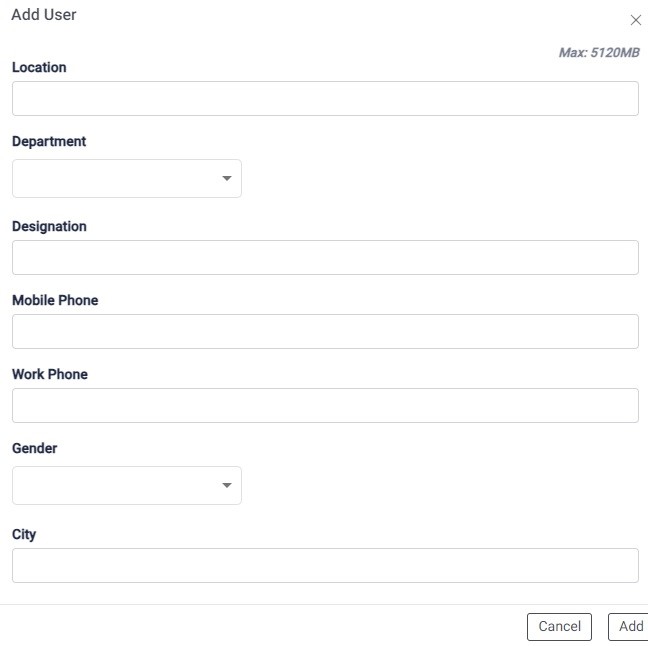 Add User
Max: 5120MB
Location
Department
Designation
Mobile Phone
Work Phone
Gender
City
Cancel
Add